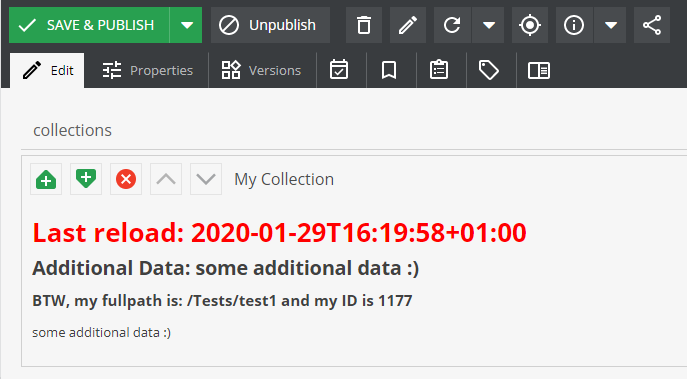 SAVE & PUBLISH
Unpublish
Edit
Properties
Versions
collections
My Collection
Last reload: 2020-01-29T16:19:58+01:00
Additional Data: some additional data :)
BTW, my fullpath is: /Tests/test1 and my ID is 1177
some additional data :)